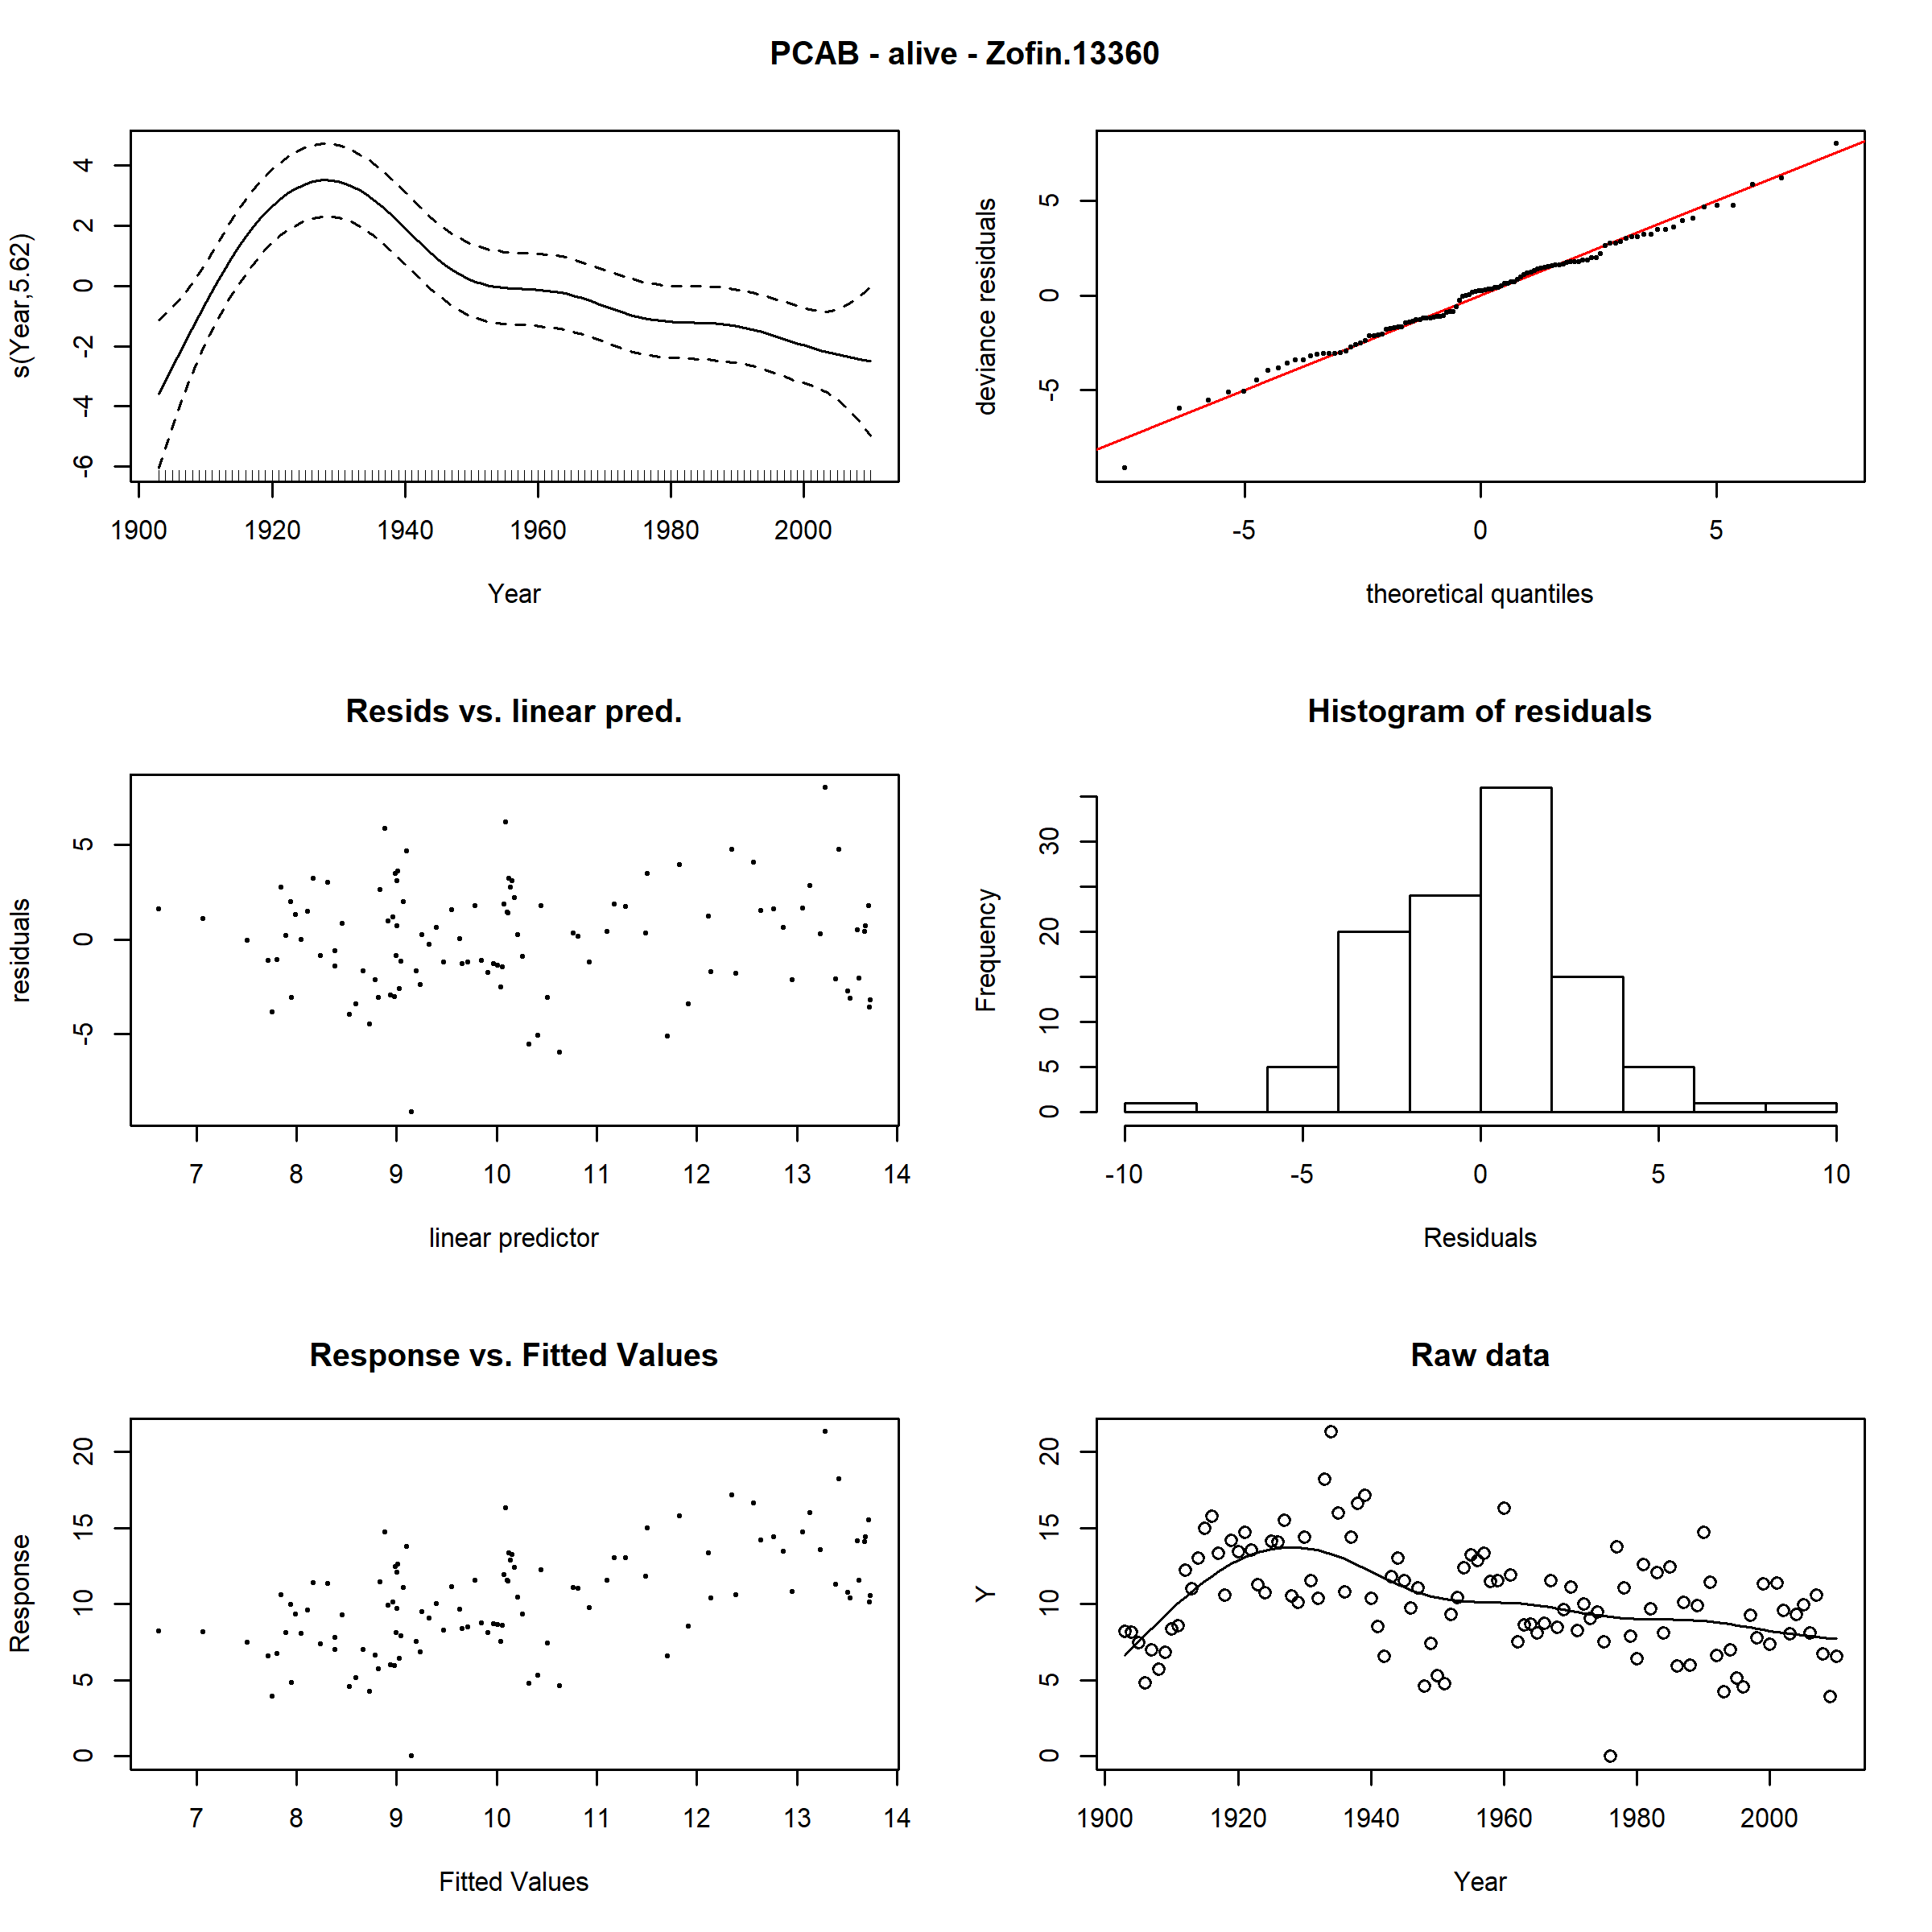 PCAB - alive - Zofin.13360
s(Year,5.62)
4
2
0
-2
-4
-6
1900 1920 1940 1960 1980 2000
Year
deviance residuals
5
0
-5
-5 0 5
theoretical quantiles
Resids vs. linear pred.
residuals
5
0
-5
7 8 9 10 11 12 13 14
linear predictor
Histogram of residuals
Frequency
30
20
10
5
0
-10 -5 0 5 10
Residuals
Response vs. Fitted Values
Response
20
15
10
5
0
7 8 9 10 11 12 13 14
Fitted Values
Raw data
Y
20
15
10
5
0
1900 1920 1940 1960 1980 2000
Year